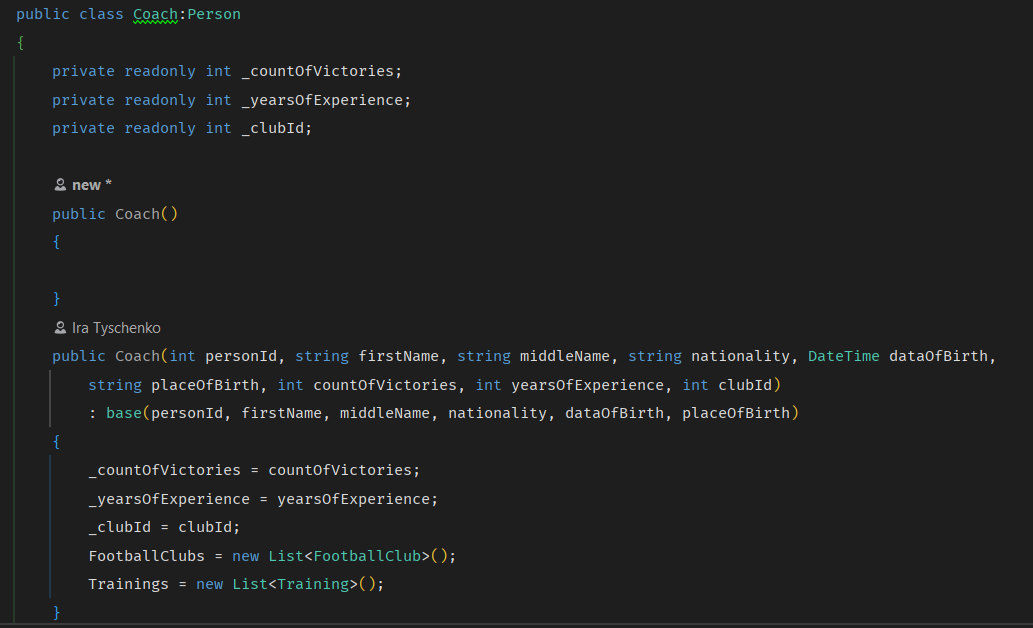 public class Coach:Person
{
private readonly int _countOfVictories;
private readonly int _yearsOfExperience;
private readonly int _clubId;
new *
public Coach()
{
}
Ira Tyschenko
public Coach(int personId, string firstName, string middleName, string nationality, DateTime dataOfBirth,
string placeOfBirth, int countOfVictories, int yearsOfExperience, int clubId)
: base(personId, firstName, middleName, nationality, dataOfBirth, placeOfBirth)
{
_countOfVictories = countOfVictories;
_yearsOfExperience = yearsOfExperience;
_clubId = clubId;
FootballClubs = new List<FootballClub>();
Trainings = new List<Training>();
}